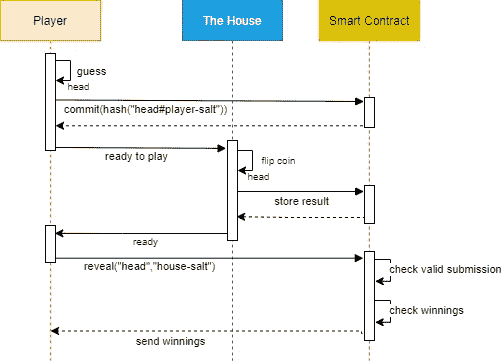 Player
The House
Smart Contract
guess
head
commit(hash("head#player-salt"))
ready to play
flip coin
head
store result
ready
reveal("head","house-salt")
check valid submission
check winnings
send winnings